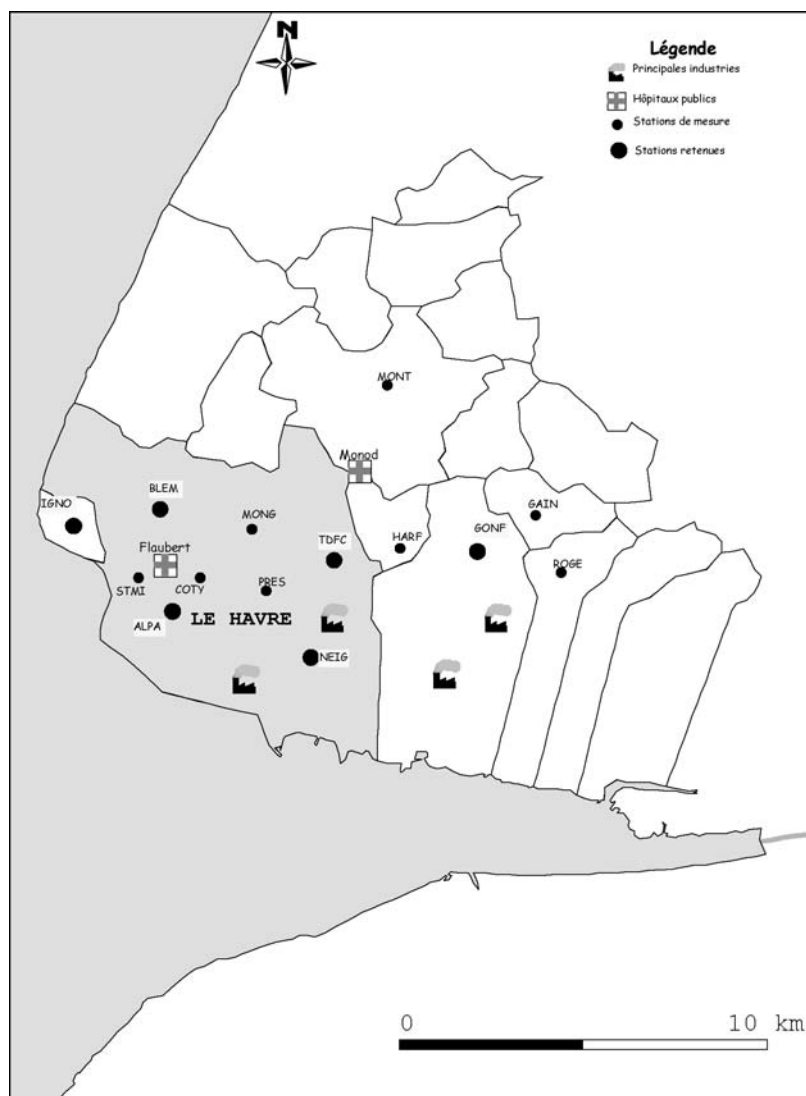 N
Légende
Principales industries
Hôpitaux publics
Stations de mesure
Stations retenues
MONT
Monod
BLEM
IGNO
MONG
GAIN
TDFC
HARF
GONF
Flaubert
ROGE
STMI
COTY
PRES
ALPA
LE HAVRE
NEIG
0
10 km